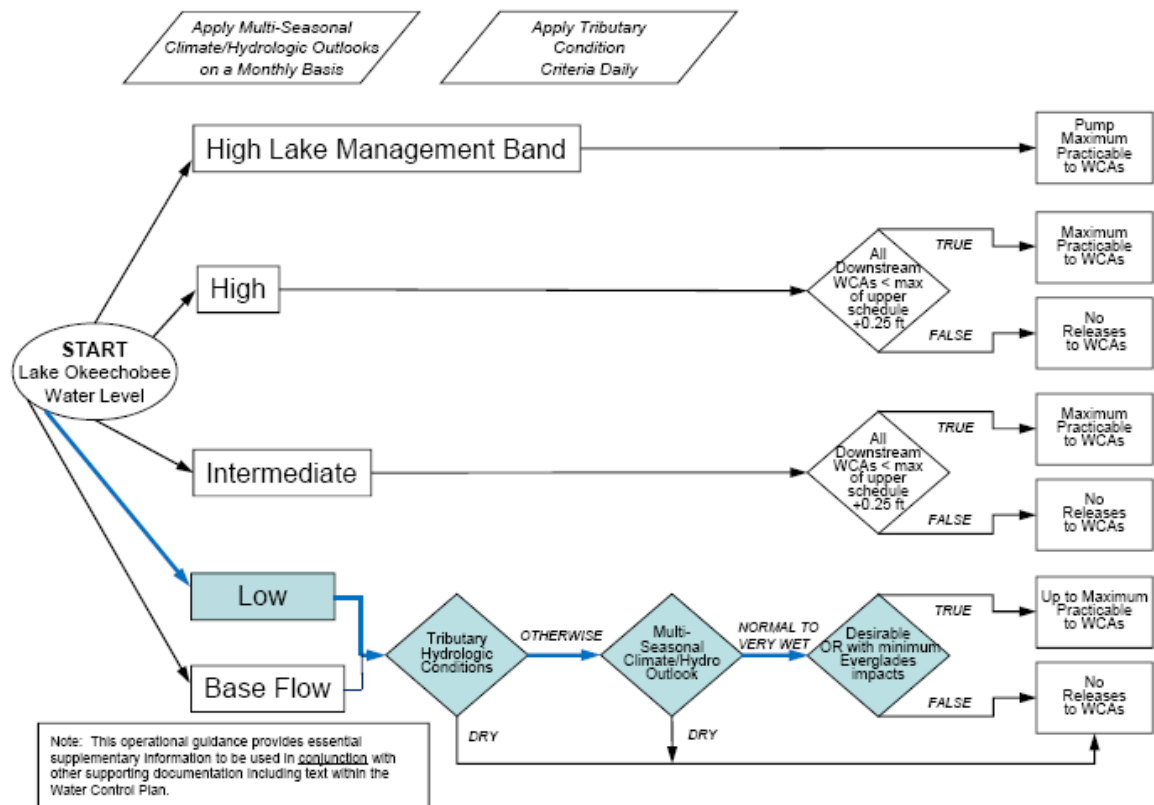 Apply Multi-Seasonal
Climate/Hydrologic Outlooks
on a Monthly Basis
Apply Tributary
Condition
Criteria Daily
High Lake Management Band
Pump
Maximum
Practicable
to WCAs
High
All
Downstream
WCAs < max
of upper
schedule
+0.25 ft.
TRUE
Maximum
Practicable
to WCAs
FALSE
No
Releases
to WCAs
START
Lake Okeechobee
Water Level
Intermediate
All
Downstream
WCAs < max
of upper
schedule
+0.25 ft.
TRUE
Maximum
Practicable
to WCAs
FALSE
No
Releases
to WCAs
Low
Base Flow
Tributary
Hydrologic
Conditions
OTHERWISE
DRY
Multi-
Seasonal
Climate/Hydro
Outlook
NORMAL TO
VERY WET
DRY
Desirable
OR with minimum
Everglades
impacts
TRUE
Up to Maximum
Practicable
to WCAs
FALSE
No
Releases
to WCAs
Note: This operational guidance provides essential
supplementary information to be used in conjunction with
other supporting documentation including text within the
Water Control Plan.